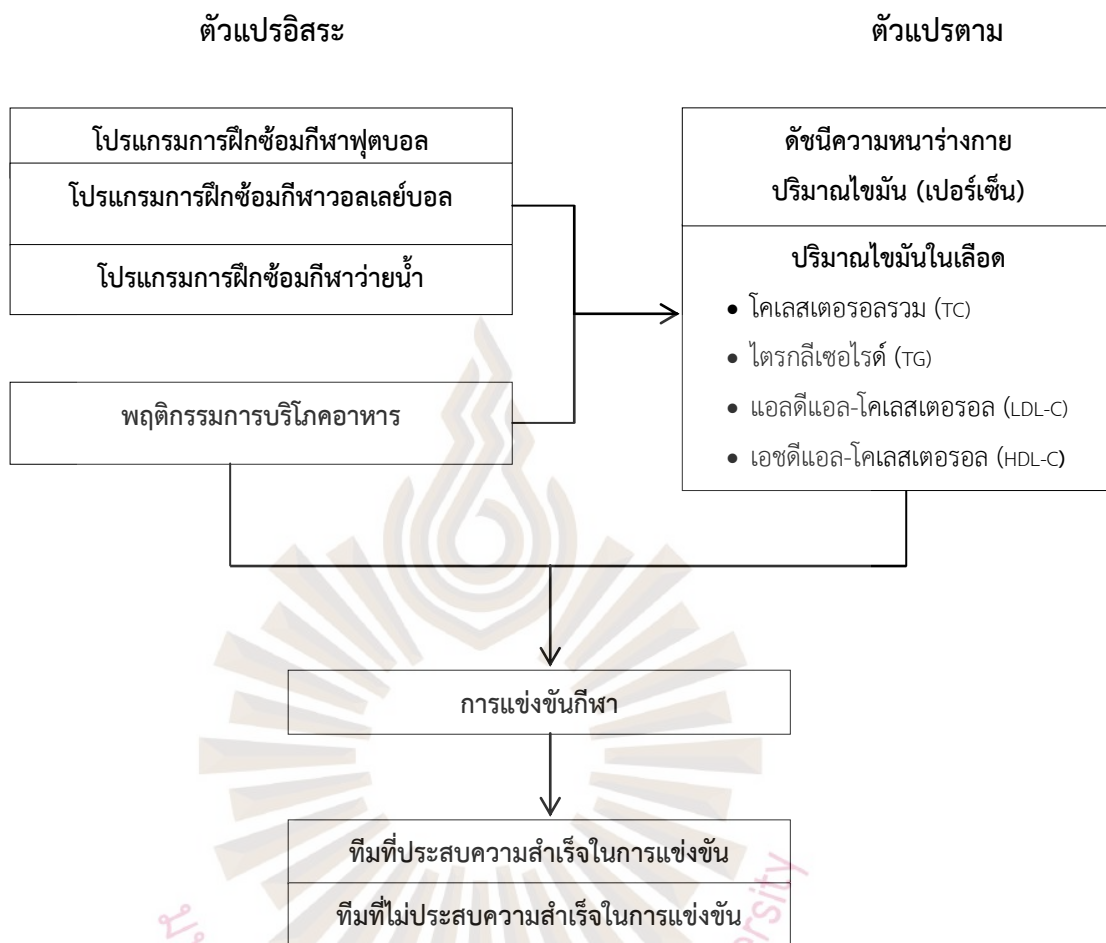 ตัวแปรอิสระ
ตัวแปรตาม
โปรแกรมการฝึกซ้อมกีฬาฟุตบอล
โปรแกรมการฝึกซ้อมกีฬาวอลเลย์บอล
โปรแกรมการฝึกซ้อมกีฬาว่ายน้ำ
พฤติกรรมการบริโภคอาหาร
ดัชนีความหนาร่างกาย
ปริมาณไขมัน (เปอร์เซ็น)
ปริมาณไขมันในเลือด
• โคเลสเตอรอลรวม (TC)
• ไตรกลีเซอไรด์ (TG)
• แอลดีแอล-โคเลสเตอรอล (LDL-C)
• เอชดีแอล-โคเลสเตอรอล (HDL-C)
การแข่งขันกีฬา
ทีมที่ประสบความสำเร็จในการแข่งขัน
ทีมที่ไม่ประสบความสำเร็จในการแข่งขัน